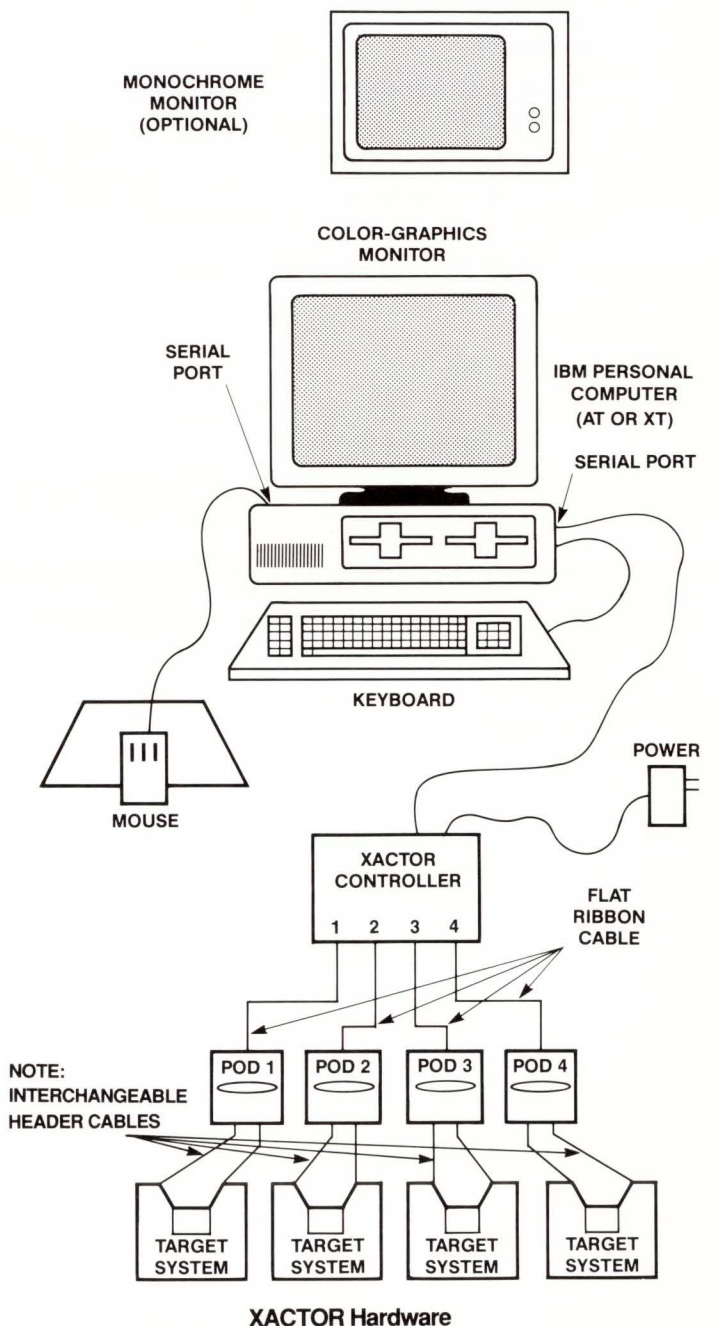 MONOCHROME
MONITOR
(OPTIONAL)
COLOR-GRAPHICS
MONITOR
SERIAL
PORT
IBM PERSONAL
COMPUTER
(AT OR XT)
SERIAL PORT
KEYBOARD
MOUSE
POWER
XACTOR
CONTROLLER
1 2 3 4
FLAT
RIBBON
CABLE
NOTE:
INTERCHANGEABLE
HEADER CABLES
POD 1
POD 2
POD 3
POD 4
TARGET
SYSTEM
TARGET
SYSTEM
TARGET
SYSTEM
TARGET
SYSTEM
XACTOR Hardware